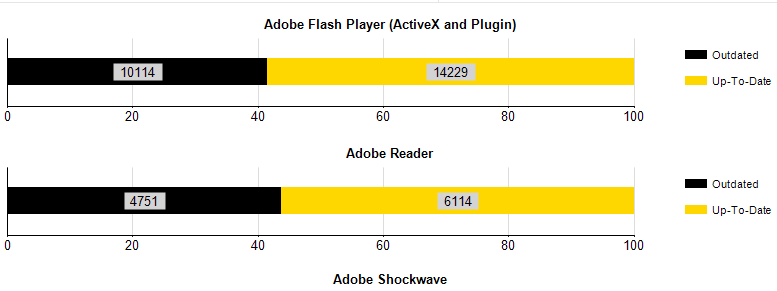 Adobe Flash Player (ActiveX and Plugin)
10114 14229
Outdated
Up-To-Date
0 20 40 60 80 100
Adobe Reader
4751 6114
Outdated
Up-To-Date
0 20 40 60 80 100
Adobe Shockwave